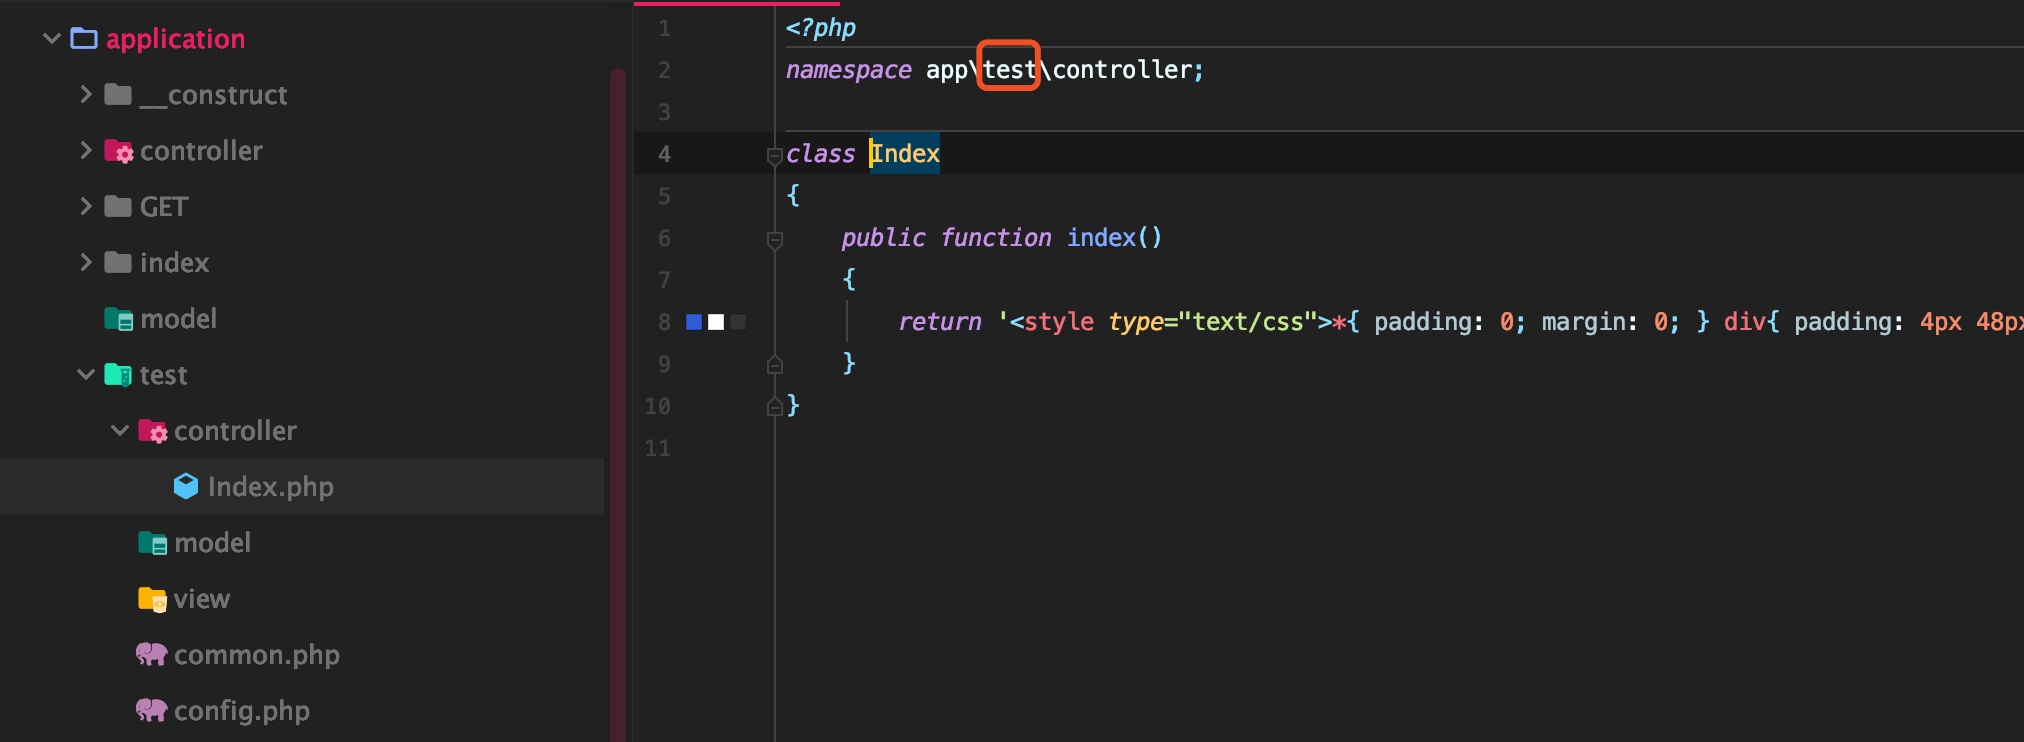 application
__construct
controller
GET
index
model
test
controller
Index.php
model
view
common.php
config.php
1 <?php
2 namespace app\test\controller;
3
4 class Index
5 {
6 public function index()
7 {
8 return '<style type="text/css">*{ padding: 0; margin: 0; } div{ padding: 4px 48px
9 }
10 }
11